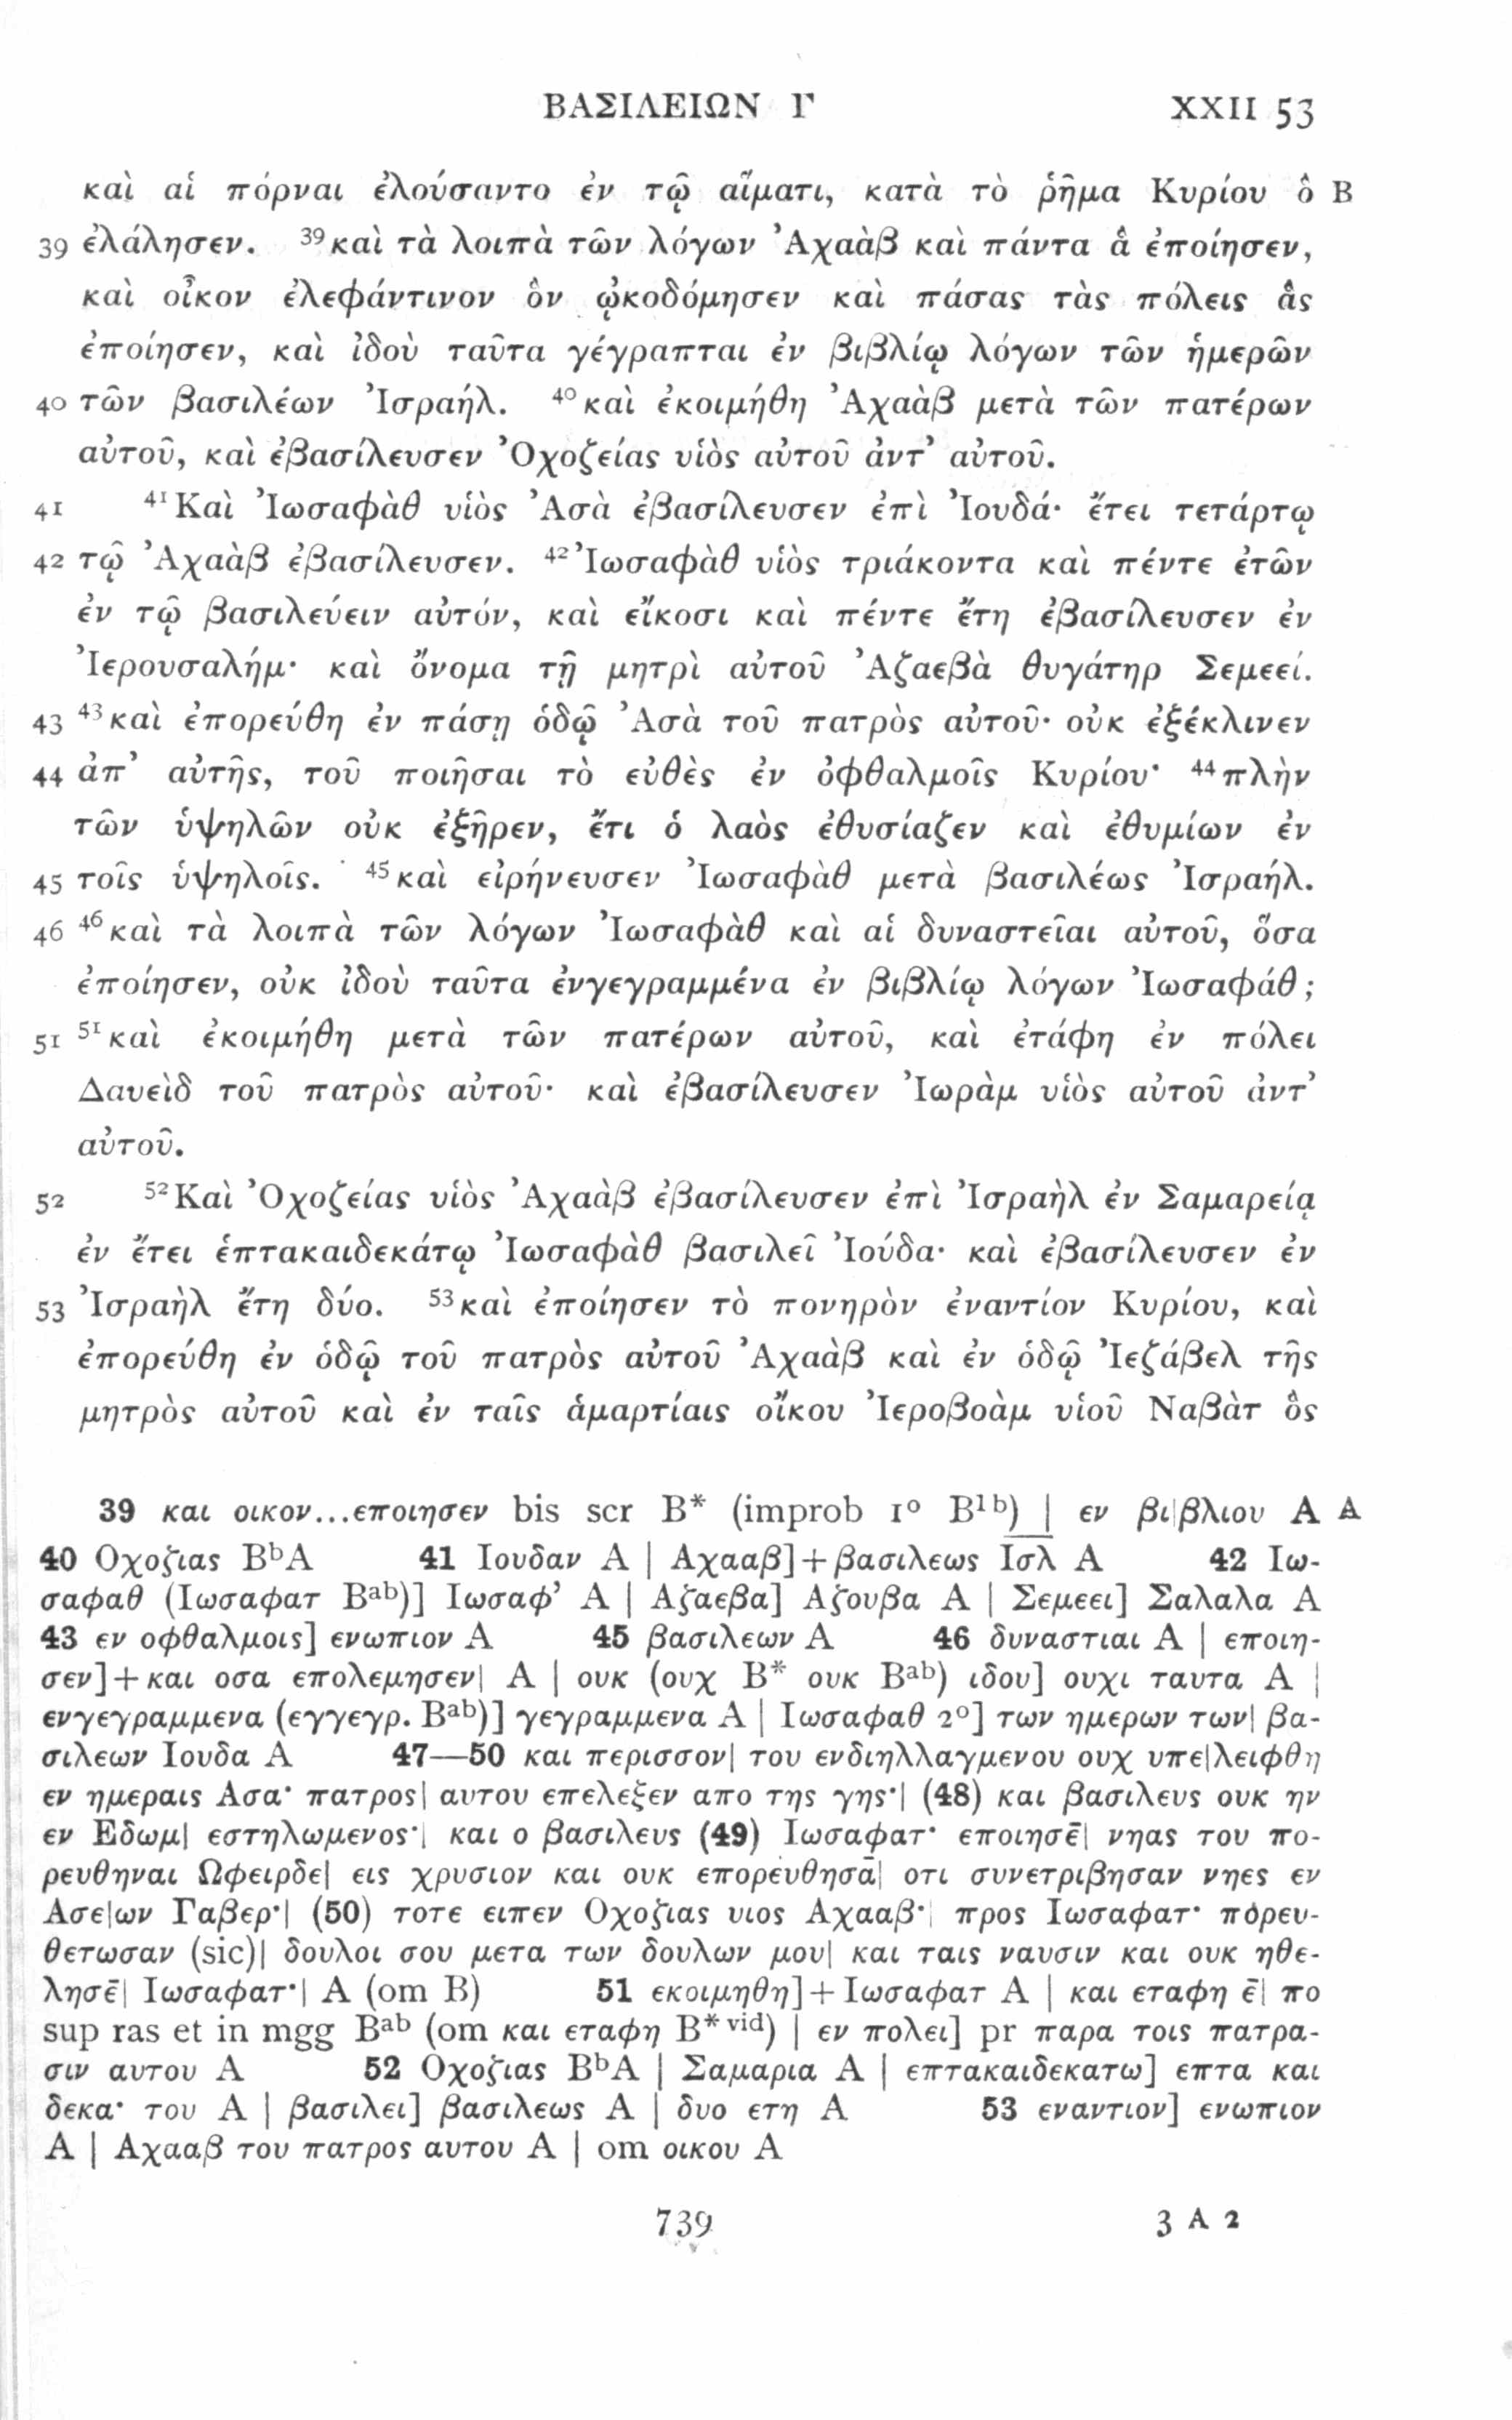 ΒΑΣΙΛΕΙΩΝ Γ XXII 53
καὶ αἱ πόρναι ἐλούσαντο ἐν τῷ αἵματι, κατὰ τὸ ῥῆμα Κυρίου ὃ B
39 ἐλάλησεν. ³⁹καὶ τὰ λοιπὰ τῶν λόγων Ἀχαὰβ καὶ πάντα ἃ ἐποίησεν,
καὶ οἶκον ἐλεφάντινον ὃν ᾠκοδόμησεν καὶ πάσας τὰς πόλεις ἃς
ἐποίησεν, καὶ ἰδοὺ ταῦτα γέγραπται ἐν βιβλίῳ λόγων τῶν ἡμερῶν
40 τῶν βασιλέων Ἰσραήλ. ⁴⁰καὶ ἐκοιμήθη Ἀχαὰβ μετὰ τῶν πατέρων
αὐτοῦ, καὶ ἐβασίλευσεν Ὀχοζείας υἱὸς αὐτοῦ ἀντ’ αὐτοῦ.
41 ⁴¹Καὶ Ἰωσαφὰθ υἱὸς Ἀσὰ ἐβασίλευσεν ἐπὶ Ἰουδά· ἔτει τετάρτῳ
42 τῷ Ἀχαὰβ ἐβασίλευσεν. ⁴²Ἰωσαφὰθ υἱὸς τριάκοντα καὶ πέντε ἐτῶν
ἐν τῷ βασιλεύειν αὐτόν, καὶ εἴκοσι καὶ πέντε ἔτη ἐβασίλευσεν ἐν
Ἰερουσαλήμ· καὶ ὄνομα τῇ μητρὶ αὐτοῦ Ἀζαεβὰ θυγάτηρ Σεμεεί.
43 ⁴³καὶ ἐπορεύθη ἐν πάσῃ ὁδῷ Ἀσὰ τοῦ πατρὸς αὐτοῦ· οὐκ ἐξέκλινεν
44 ἀπ’ αὐτῆς, τοῦ ποιῆσαι τὸ εὐθὲς ἐν ὀφθαλμοῖς Κυρίου· ⁴⁴πλὴν
τῶν ὑψηλῶν οὐκ ἐξῆρεν, ἔτι ὁ λαὸς ἐθυσίαζεν καὶ ἐθυμίων ἐν
45 τοῖς ὑψηλοῖς. ⁴⁵καὶ εἰρήνευσεν Ἰωσαφὰθ μετὰ βασιλέως Ἰσραήλ.
46 ⁴⁶καὶ τὰ λοιπὰ τῶν λόγων Ἰωσαφὰθ καὶ αἱ δυναστεῖαι αὐτοῦ, ὅσα
ἐποίησεν, οὐκ ἰδοὺ ταῦτα ἐνγεγραμμένα ἐν βιβλίῳ λόγων Ἰωσαφάθ;
51 ⁵¹καὶ ἐκοιμήθη μετὰ τῶν πατέρων αὐτοῦ, καὶ ἐτάφη ἐν πόλει
Δαυεὶδ τοῦ πατρὸς αὐτοῦ· καὶ ἐβασίλευσεν Ἰωρὰμ υἱὸς αὐτοῦ ἀντ’
αὐτοῦ.
52 ⁵²Καὶ Ὀχοζείας υἱὸς Ἀχαὰβ ἐβασίλευσεν ἐπὶ Ἰσραὴλ ἐν Σαμαρείᾳ
ἐν ἔτει ἑπτακαιδεκάτῳ Ἰωσαφὰθ βασιλεῖ Ἰούδα· καὶ ἐβασίλευσεν ἐν
53 Ἰσραὴλ ἔτη δύο. ⁵³καὶ ἐποίησεν τὸ πονηρὸν ἐναντίον Κυρίου, καὶ
ἐπορεύθη ἐν ὁδῷ τοῦ πατρὸς αὐτοῦ Ἀχαὰβ καὶ ἐν ὁδῷ Ἰεζάβελ τῆς
μητρὸς αὐτοῦ καὶ ἐν ταῖς ἁμαρτίαις οἴκου Ἰεροβοὰμ υἱοῦ Ναβὰτ ὃς
39 και οικον...εποιησεν bis scr B* (improb 1º B¹ᵇ) | εν βι|βλιου A A
40 Οχοζιας BᵇA 41 Ιουδαν A | Αχααβ]+βασιλεως Ισ̅λ̅ A 42 Ιω-
σαφαθ (Ιωσαφατ Bᵃᵇ)] Ιωσαφ’ A | Αζαεβα] Αζουβα A | Σεμεει] Σαλαλα A
43 εν οφθαλμοις] ενωπιον A 45 βασιλεων A 46 δυναστιαι A | εποιη-
σεν]+και οσα επολεμησεν| A | ουκ (ουχ B* ουκ Bᵃᵇ) ιδου] ουχι ταυτα A |
ενγεγραμμενα (εγγεγρ. Bᵃᵇ)] γεγραμμενα A | Ιωσαφαθ 2º] των ημερων των| βα-
σιλεων Ιουδα A 47—50 και περισσον| του ενδιηλλαγμενου ουχ υπε|λειφθη
εν ημεραις Ασα· πατρος| αυτου επελεξεν απο της γης·| (48) και βασιλευς ουκ ην
εν Εδωμ| εστηλωμενος·| και ο βασιλευς (49) Ιωσαφατ· εποιησε̅| νηας του πο-
ρευθηναι Ωφειρδε| εις χρυσιον και ουκ επορευθησα̅| οτι συνετριβησαν νηες εν
Ασε|ων Γαβερ·| (50) τοτε ειπεν Οχοζιας υιος Αχααβ·| προς Ιωσαφατ· πορευ-
θετωσαν (sic)| δουλοι σου μετα των δουλων μου| και ταις ναυσιν και ουκ ηθε-
λησε̅| Ιωσαφατ·| A (om B) 51 εκοιμηθη]+Ιωσαφατ A | και εταφη ε̅| πο
sup ras et in mgg Bᵃᵇ (om και εταφη B* ᵛⁱᵈ) | εν πολει] pr παρα τοις πατρα-
σιν αυτου A 52 Οχοζιας BᵇA | Σαμαρια A | επτακαιδεκατω] επτα και
δεκα· του A | βασιλει] βασιλεως A | δυο ετη A 53 εναντιον] ενωπιον
A | Αχααβ του πατρος αυτου A | om οικου A
739 3 A 2